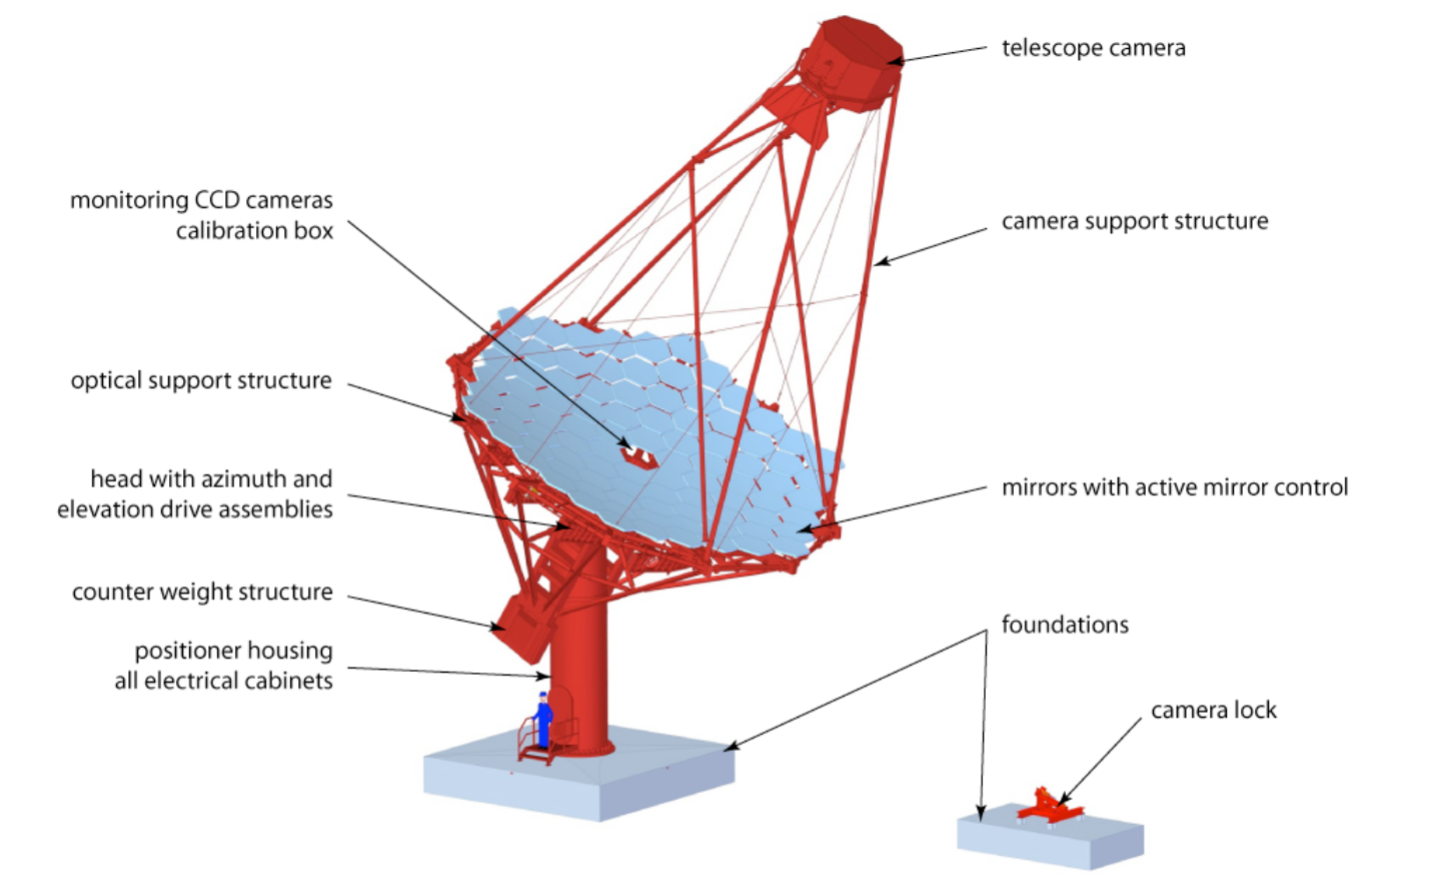 telescope camera
monitoring CCD cameras
calibration box
camera support structure
optical support structure
head with azimuth and
elevation drive assemblies
mirrors with active mirror control
counter weight structure
foundations
positioner housing
all electrical cabinets
camera lock